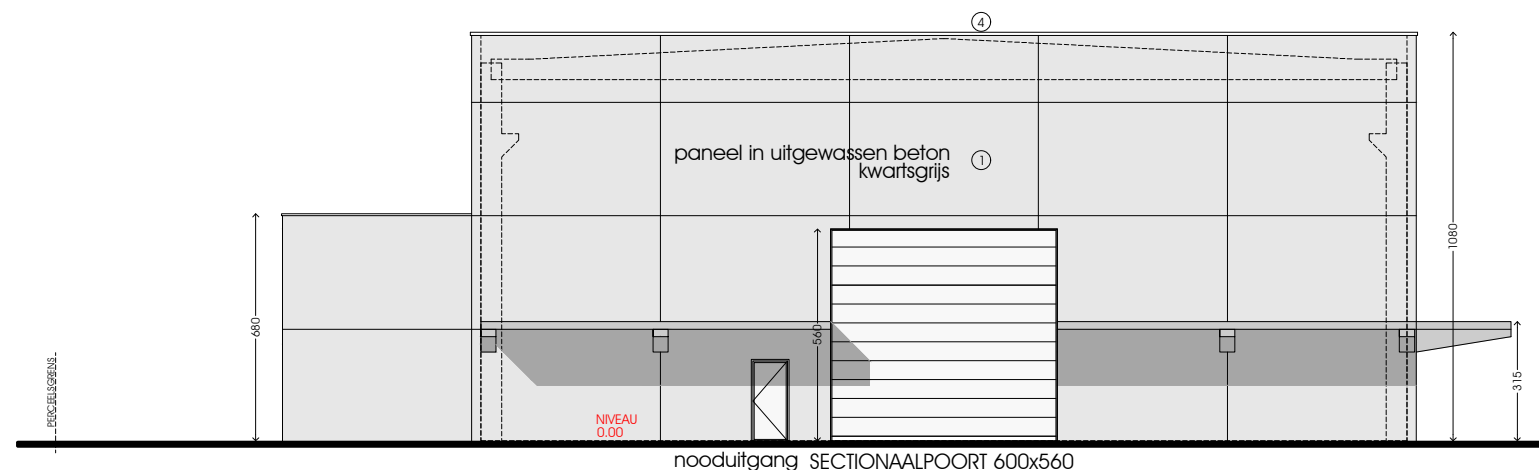 4
paneel in uitgewassen beton
kwartsgrijs
1
680
560
1080
315
PERCEELSGRENS
NIVEAU
0.00
nooduitgang
SECTIONAALPOORT 600x560